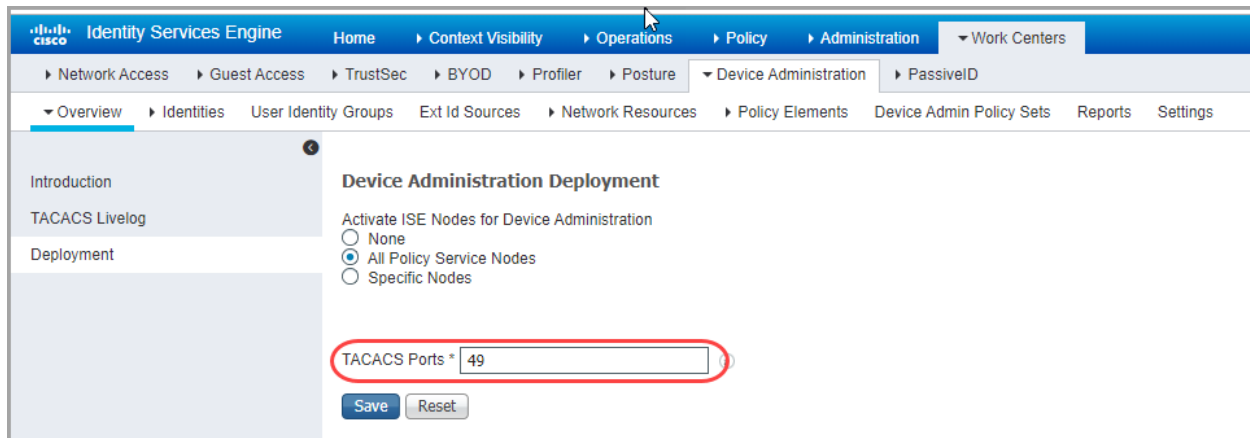 cisco Identity Services Engine Home Context Visibility Operations Policy Administration Work Centers
Network Access Guest Access TrustSec BYOD Profiler Posture Device Administration PassiveID
Overview Identities User Identity Groups Ext Id Sources Network Resources Policy Elements Device Admin Policy Sets Reports Settings
Introduction
TACACS Livelog
Deployment
Device Administration Deployment
Activate ISE Nodes for Device Administration
None
All Policy Service Nodes
Specific Nodes
TACACS Ports * 49
Save Reset